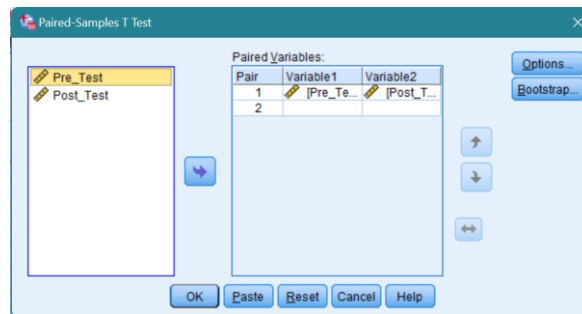 Paired-Samples T Test
Paired Variables:
Pre_Test
Post_Test
Pair Variable1 Variable2
1 [Pre_Te... [Post_T...
2
Options...
Bootstrap...
OK Paste Reset Cancel Help